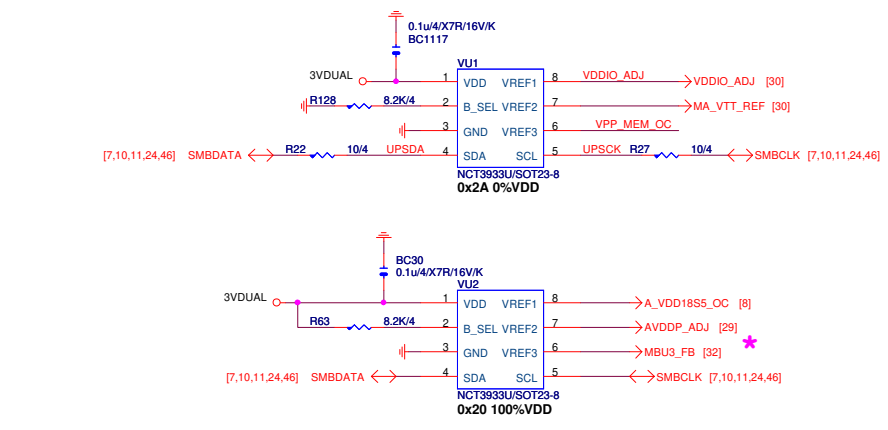 0.1u/4/X7R/16V/K
BC1117
VU1
3VDUAL 1 VDD VREF1 8 VDDIO_ADJ VDDIO_ADJ [30]
R128 8.2K/4 2 B_SEL VREF2 7 MA_VTT_REF [30]
3 GND VREF3 6 VPP_MEM_OC
[7,10,11,24,46] SMBDATA R22 10/4 UPSDA 4 SDA SCL 5 UPSCK R27 10/4 SMBCLK [7,10,11,24,46]
NCT3933U/SOT23-8
0x2A 0%VDD
BC30
0.1u/4/X7R/16V/K
VU2
3VDUAL 1 VDD VREF1 8 A_VDD18S5_OC [8]
R63 8.2K/4 2 B_SEL VREF2 7 AVDDP_ADJ [29]
3 GND VREF3 6 MBU3_FB [32]
[7,10,11,24,46] SMBDATA 4 SDA SCL 5 SMBCLK [7,10,11,24,46]
NCT3933U/SOT23-8
0x20 100%VDD